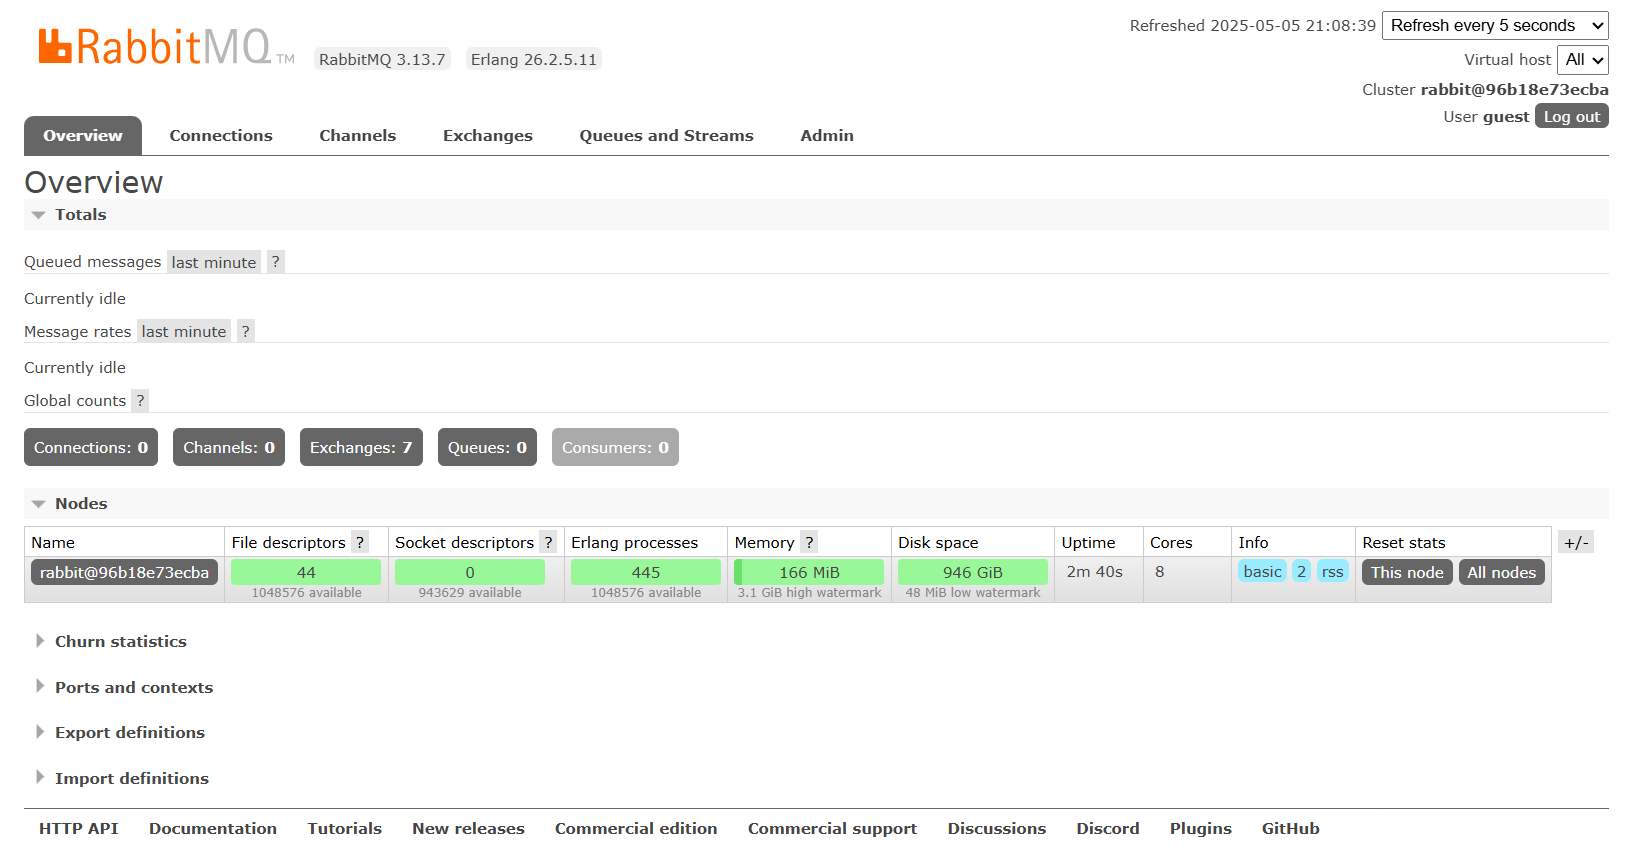 RabbitMQ TM RabbitMQ 3.13.7 Erlang 26.2.5.11
Refreshed 2025-05-05 21:08:39 Refresh every 5 seconds
Virtual host All
Cluster rabbit@96b18e73ecba
User guest Log out
Overview Connections Channels Exchanges Queues and Streams Admin
Overview
Totals
Queued messages last minute ?
Currently idle
Message rates last minute ?
Currently idle
Global counts ?
Connections: 0 Channels: 0 Exchanges: 7 Queues: 0 Consumers: 0
Nodes
Name File descriptors ? Socket descriptors ? Erlang processes Memory ? Disk space Uptime Cores Info Reset stats +/-
rabbit@96b18e73ecba 44 0 445 166 MiB 946 GiB 2m 40s 8 basic 2 rss This node All nodes
1048576 available 943629 available 1048576 available 3.1 GiB high watermark 48 MiB low watermark
Churn statistics
Ports and contexts
Export definitions
Import definitions
HTTP API Documentation Tutorials New releases Commercial edition Commercial support Discussions Discord Plugins GitHub